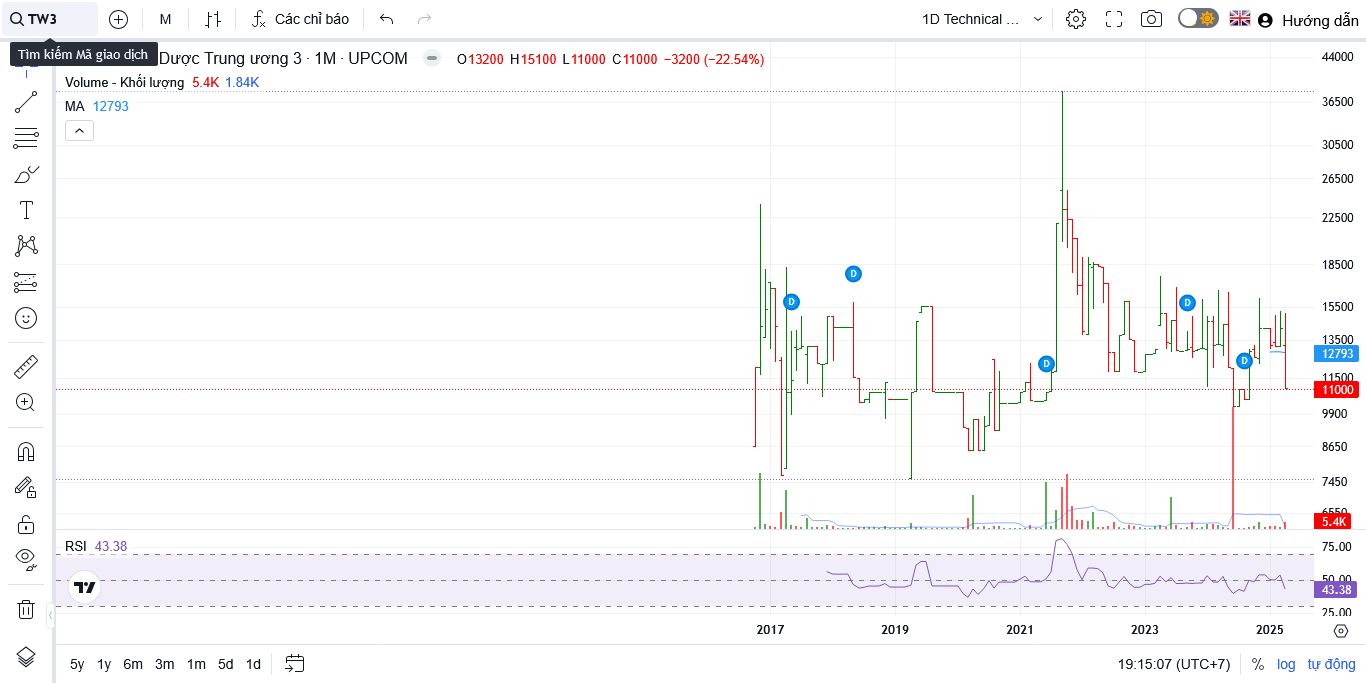 TW3 M Các chỉ báo 1D Technical ... Hướng dẫn
Tìm kiếm Mã giao dịch
Dược Trung ương 3 · 1M · UPCOM O13200 H15100 L11000 C11000 −3200 (−22.54%)
Volume - Khối lượng 5.4K 1.84K
MA 12793
44000
36500
30500
26500
22500
18500
15500
13500
12793
11500
11000
9900
8650
7450
6550
5.4K
D
D
D
D
D
RSI 43.38
75.00
50.00
43.38
25.00
2017 2019 2021 2023 2025
5y 1y 6m 3m 1m 5d 1d 19:15:07 (UTC+7) % log tự động